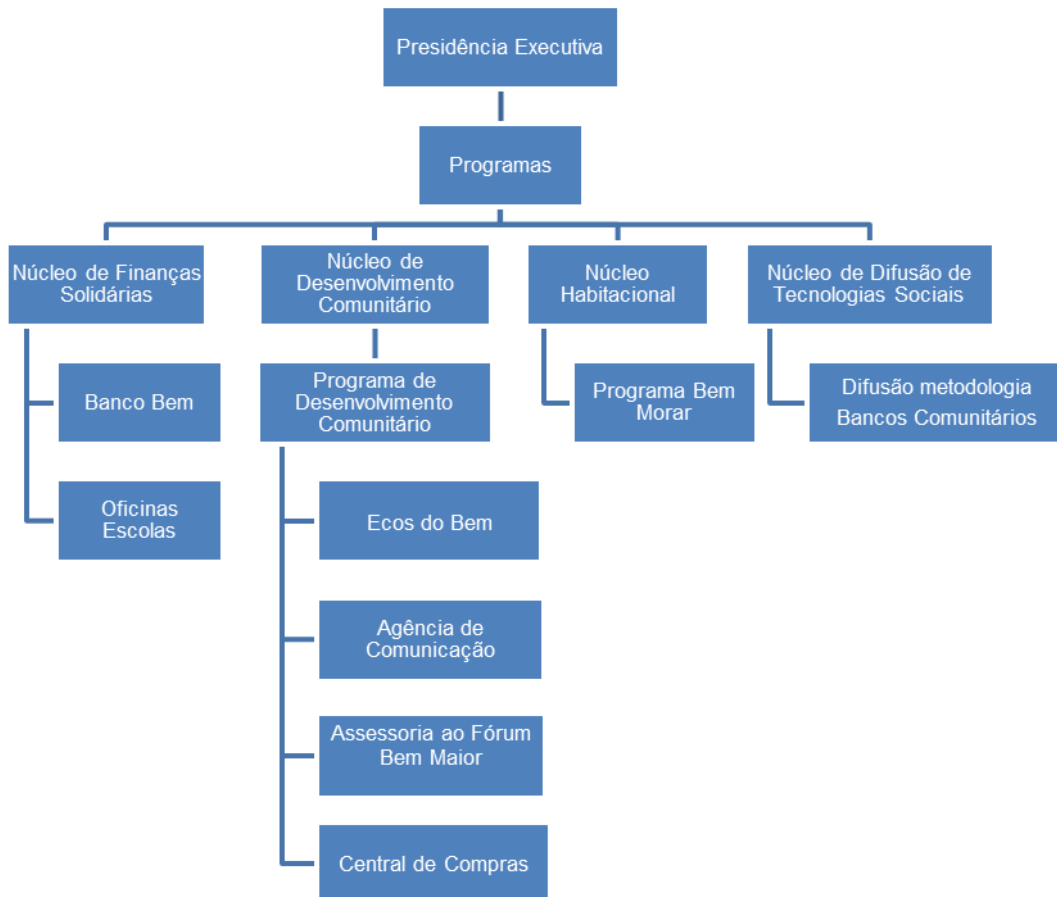 Presidência Executiva
Programas
Núcleo de Finanças
Solidárias
Núcleo de
Desenvolvimento
Comunitário
Núcleo
Habitacional
Núcleo de Difusão de
Tecnologias Sociais
Banco Bem
Oficinas
Escolas
Programa de
Desenvolvimento
Comunitário
Ecos do Bem
Agência de
Comunicação
Assessoria ao Fórum
Bem Maior
Central de Compras
Programa Bem
Morar
Difusão metodologia
Bancos Comunitários